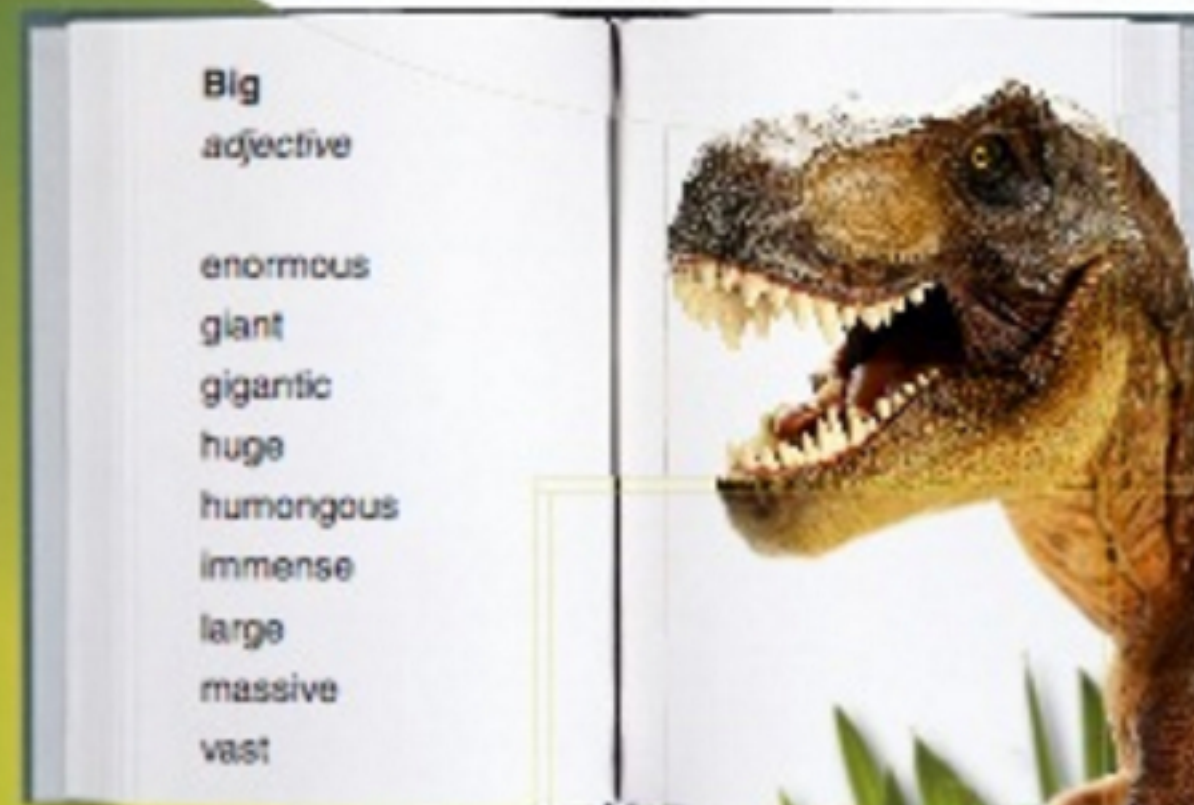 Big
adjective
enormous
giant
gigantic
huge
humongous
immense
large
massive
vast